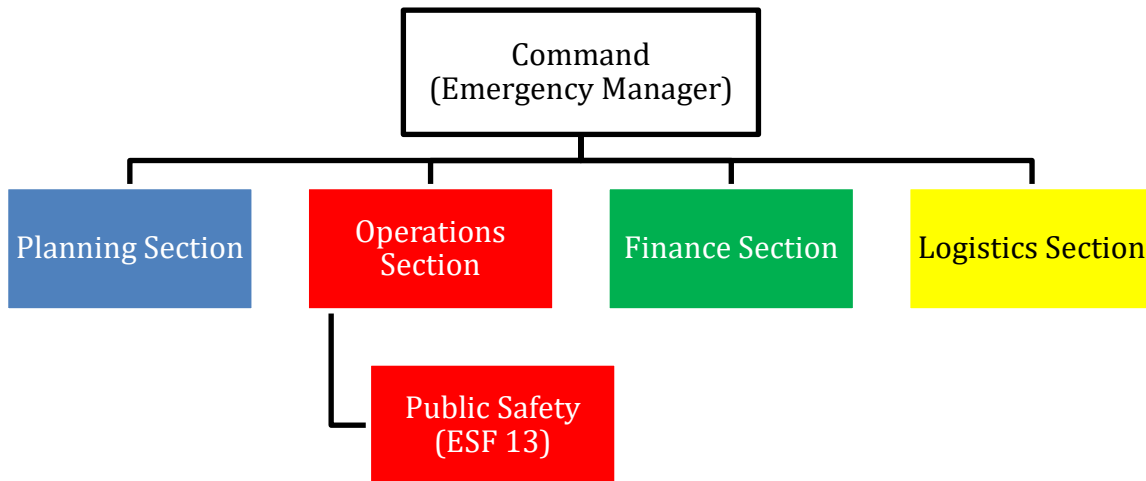 Command
(Emergency Manager)
Planning Section
Operations
Section
Finance Section
Logistics Section
Public Safety
(ESF 13)